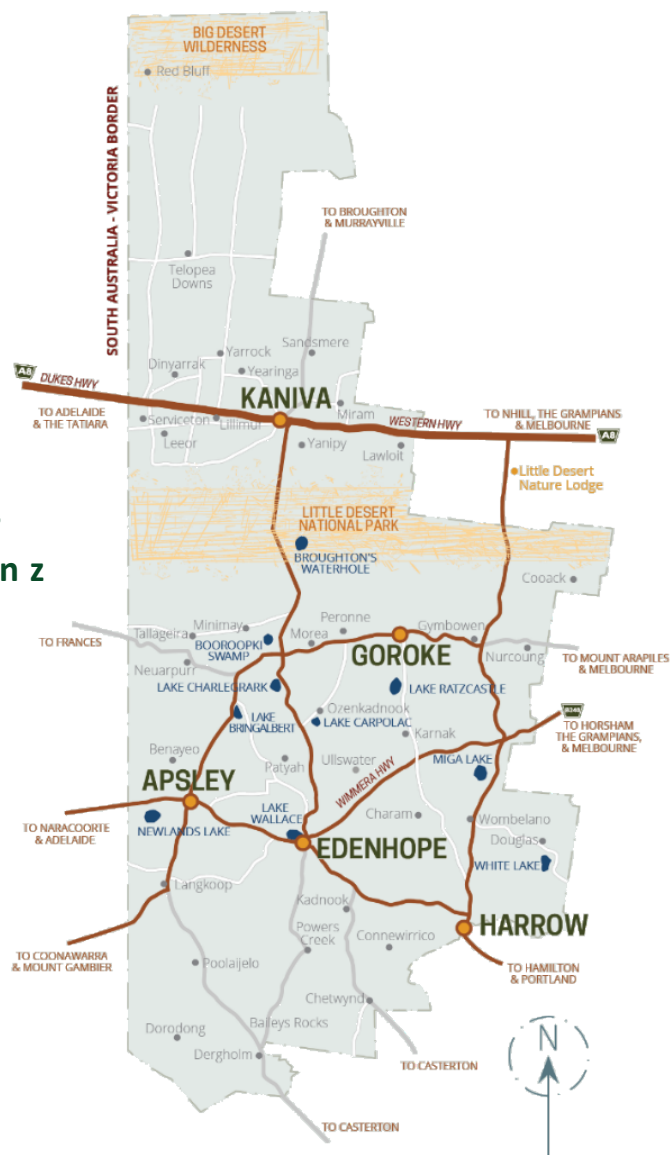 BIG DESERT
WILDERNESS
Red Bluff
SOUTH AUSTRALIA - VICTORIA BORDER
TO BROUGHTON
& MURRAYVILLE
Telopea
Downs
Sandsmere
Yarrock
Dinyarrak
Yearinga
A8
DUKES HWY
KANIVA
TO ADELAIDE
& THE TATIARA
Serviceton
Lillimur
Miram
WESTERN HWY
TO NHILL, THE GRAMPIANS
& MELBOURNE
A8
Leeor
Yanipy
Lawloit
Little Desert
Nature Lodge
LITTLE DESERT
NATIONAL PARK
BROUGHTON'S
WATERHOLE
n z
Cooack
TO FRANCES
Tallageira
Minimay
Peronne
Gymbowen
BOOROOPKI
SWAMP
Morea
GOROKE
Nurcoung
TO MOUNT ARAPILES
& MELBOURNE
Neuarpurr
LAKE CHARLEGRARK
LAKE RATZCASTLE
LAKE
BRINGALBERT
Ozenkadnook
LAKE CARPOLAC
Karnak
B240
TO HORSHAM
THE GRAMPIANS,
& MELBOURNE
Benayeo
Patyah
Ullswater
WIMMERA HWY
MIGA LAKE
APSLEY
TO NARACOORTE
& ADELAIDE
NEWLANDS LAKE
LAKE
WALLACE
EDENHOPE
Charam
Wombelano
Douglas
WHITE LAKE
Langkoop
Kadnook
HARROW
Powers
Creek
Connewirrico
TO COONAWARRA
& MOUNT GAMBIER
Poolaijelo
TO HAMILTON
& PORTLAND
Chetwynd
Dorodong
Baileys Rocks
Dergholm
N
TO CASTERTON
TO CASTERTON